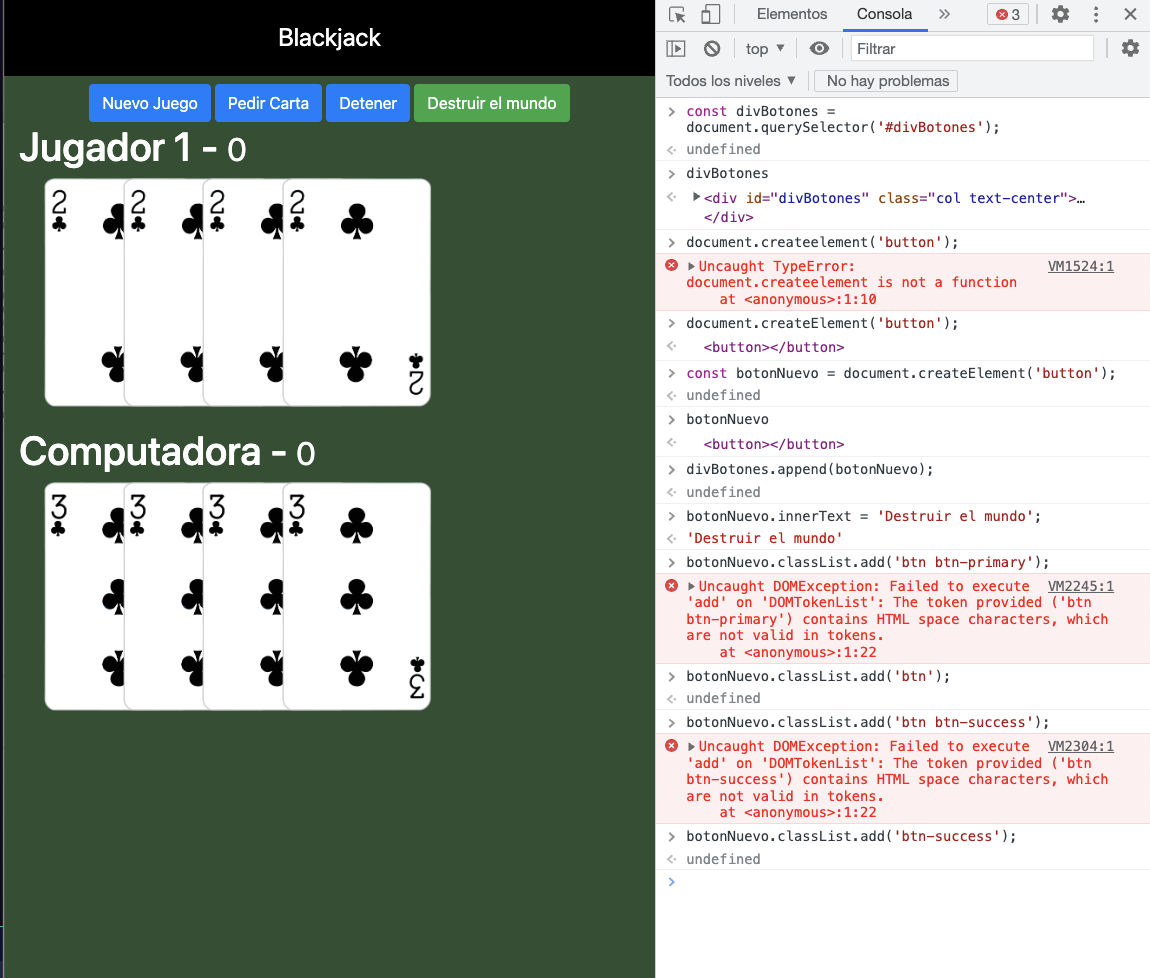 Blackjack
Nuevo Juego Pedir Carta Detener Destruir el mundo
Jugador 1 - 0
2 2 2 2
2
Computadora - 0
3 3 3 3
3
Elementos Consola 3
top Filtrar
Todos los niveles No hay problemas
const divBotones =
document.querySelector('#divBotones');
undefined
divBotones
<div id="divBotones" class="col text-center">…
</div>
document.createelement('button');
Uncaught TypeError: VM1524:1
document.createelement is not a function
at <anonymous>:1:10
document.createElement('button');
<button></button>
const botonNuevo = document.createElement('button');
undefined
botonNuevo
<button></button>
divBotones.append(botonNuevo);
undefined
botonNuevo.innerText = 'Destruir el mundo';
'Destruir el mundo'
botonNuevo.classList.add('btn btn-primary');
Uncaught DOMException: Failed to execute VM2245:1
'add' on 'DOMTokenList': The token provided ('btn
btn-primary') contains HTML space characters, which
are not valid in tokens.
at <anonymous>:1:22
botonNuevo.classList.add('btn');
undefined
botonNuevo.classList.add('btn btn-success');
Uncaught DOMException: Failed to execute VM2304:1
'add' on 'DOMTokenList': The token provided ('btn
btn-success') contains HTML space characters, which
are not valid in tokens.
at <anonymous>:1:22
botonNuevo.classList.add('btn-success');
undefined